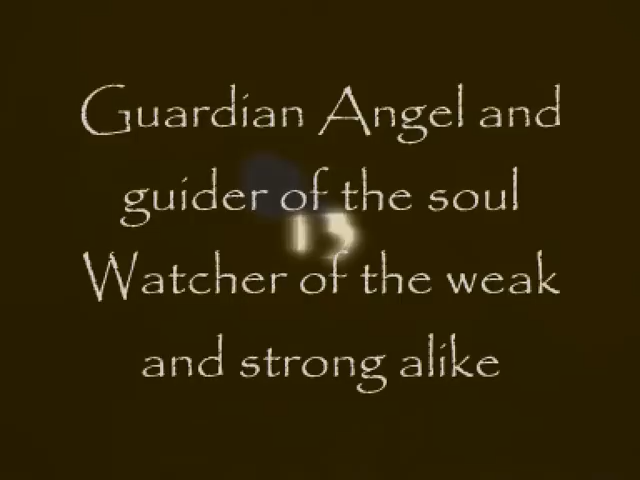 Guardian Angel and
guider of the soul
Watcher of the weak
and strong alike